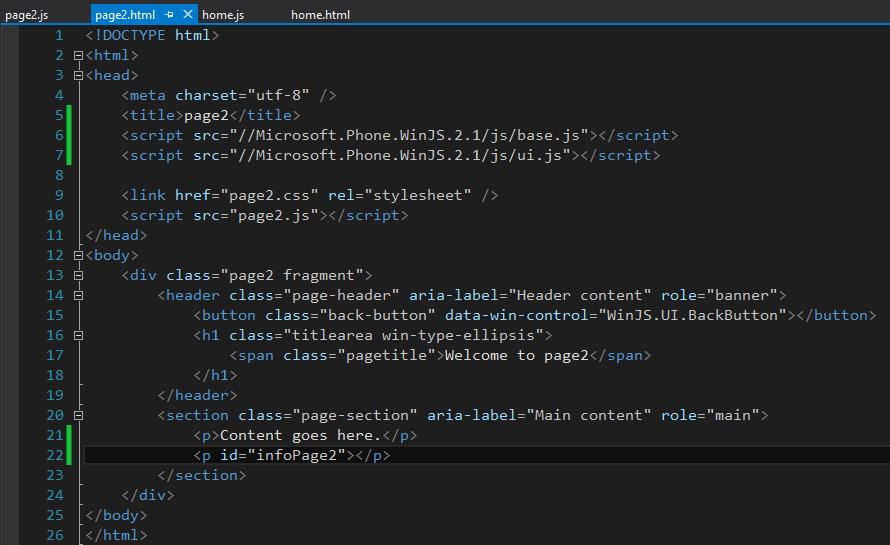 page2.js page2.html home.js home.html
1 <!DOCTYPE html>
2 <html>
3 <head>
4     <meta charset="utf-8" />
5     <title>page2</title>
6     <script src="//Microsoft.Phone.WinJS.2.1/js/base.js"></script>
7     <script src="//Microsoft.Phone.WinJS.2.1/js/ui.js"></script>
8
9     <link href="page2.css" rel="stylesheet" />
10     <script src="page2.js"></script>
11 </head>
12 <body>
13     <div class="page2 fragment">
14         <header class="page-header" aria-label="Header content" role="banner">
15             <button class="back-button" data-win-control="WinJS.UI.BackButton"></button>
16             <h1 class="titlearea win-type-ellipsis">
17                 <span class="pagetitle">Welcome to page2</span>
18             </h1>
19         </header>
20         <section class="page-section" aria-label="Main content" role="main">
21             <p>Content goes here.</p>
22             <p id="infoPage2"></p>
23         </section>
24     </div>
25 </body>
26 </html>